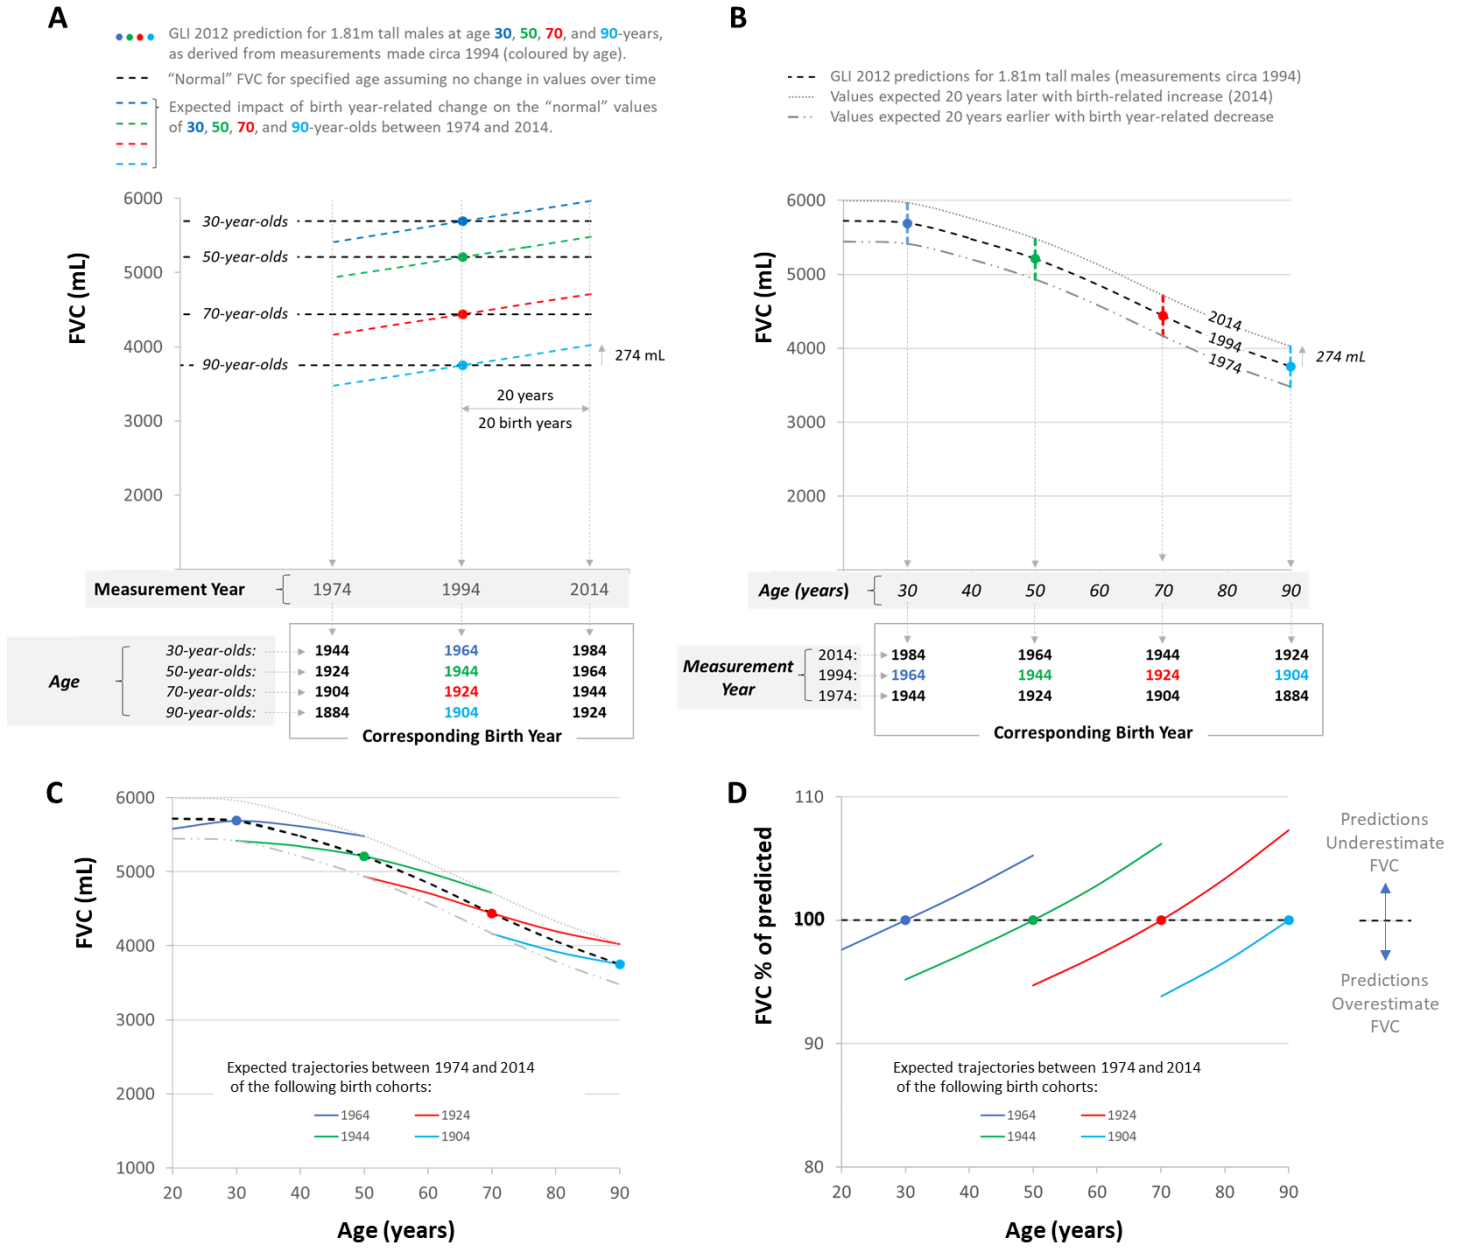 A
GLI 2012 prediction for 1.81m tall males at age 30, 50, 70, and 90-years,
as derived from measurements made circa 1994 (coloured by age).
“Normal” FVC for specified age assuming no change in values over time
Expected impact of birth year-related change on the “normal” values
of 30, 50, 70, and 90-year-olds between 1974 and 2014.
FVC (mL)
6000
5000
4000
3000
2000
30-year-olds
50-year-olds
70-year-olds
90-year-olds
274 mL
20 years
20 birth years
Measurement Year
1974 1994 2014
Age
30-year-olds: 1944 1964 1984
50-year-olds: 1924 1944 1964
70-year-olds: 1904 1924 1944
90-year-olds: 1884 1904 1924
Corresponding Birth Year
B
GLI 2012 predictions for 1.81m tall males (measurements circa 1994)
Values expected 20 years later with birth-related increase (2014)
Values expected 20 years earlier with birth year-related decrease
FVC (mL)
6000
5000
4000
3000
2000
2014
1994
1974
274 mL
Age (years)
30 40 50 60 70 80 90
Measurement
Year
2014: 1984 1964 1944 1924
1994: 1964 1944 1924 1904
1974: 1944 1924 1904 1884
Corresponding Birth Year
C
FVC (mL)
6000
5000
4000
3000
2000
1000
Expected trajectories between 1974 and 2014
of the following birth cohorts:
1964 1924
1944 1904
20 30 40 50 60 70 80 90
Age (years)
D
FVC % of predicted
110
100
90
80
Predictions
Underestimate
FVC
Predictions
Overestimate
FVC
Expected trajectories between 1974 and 2014
of the following birth cohorts:
1964 1924
1944 1904
20 30 40 50 60 70 80 90
Age (years)